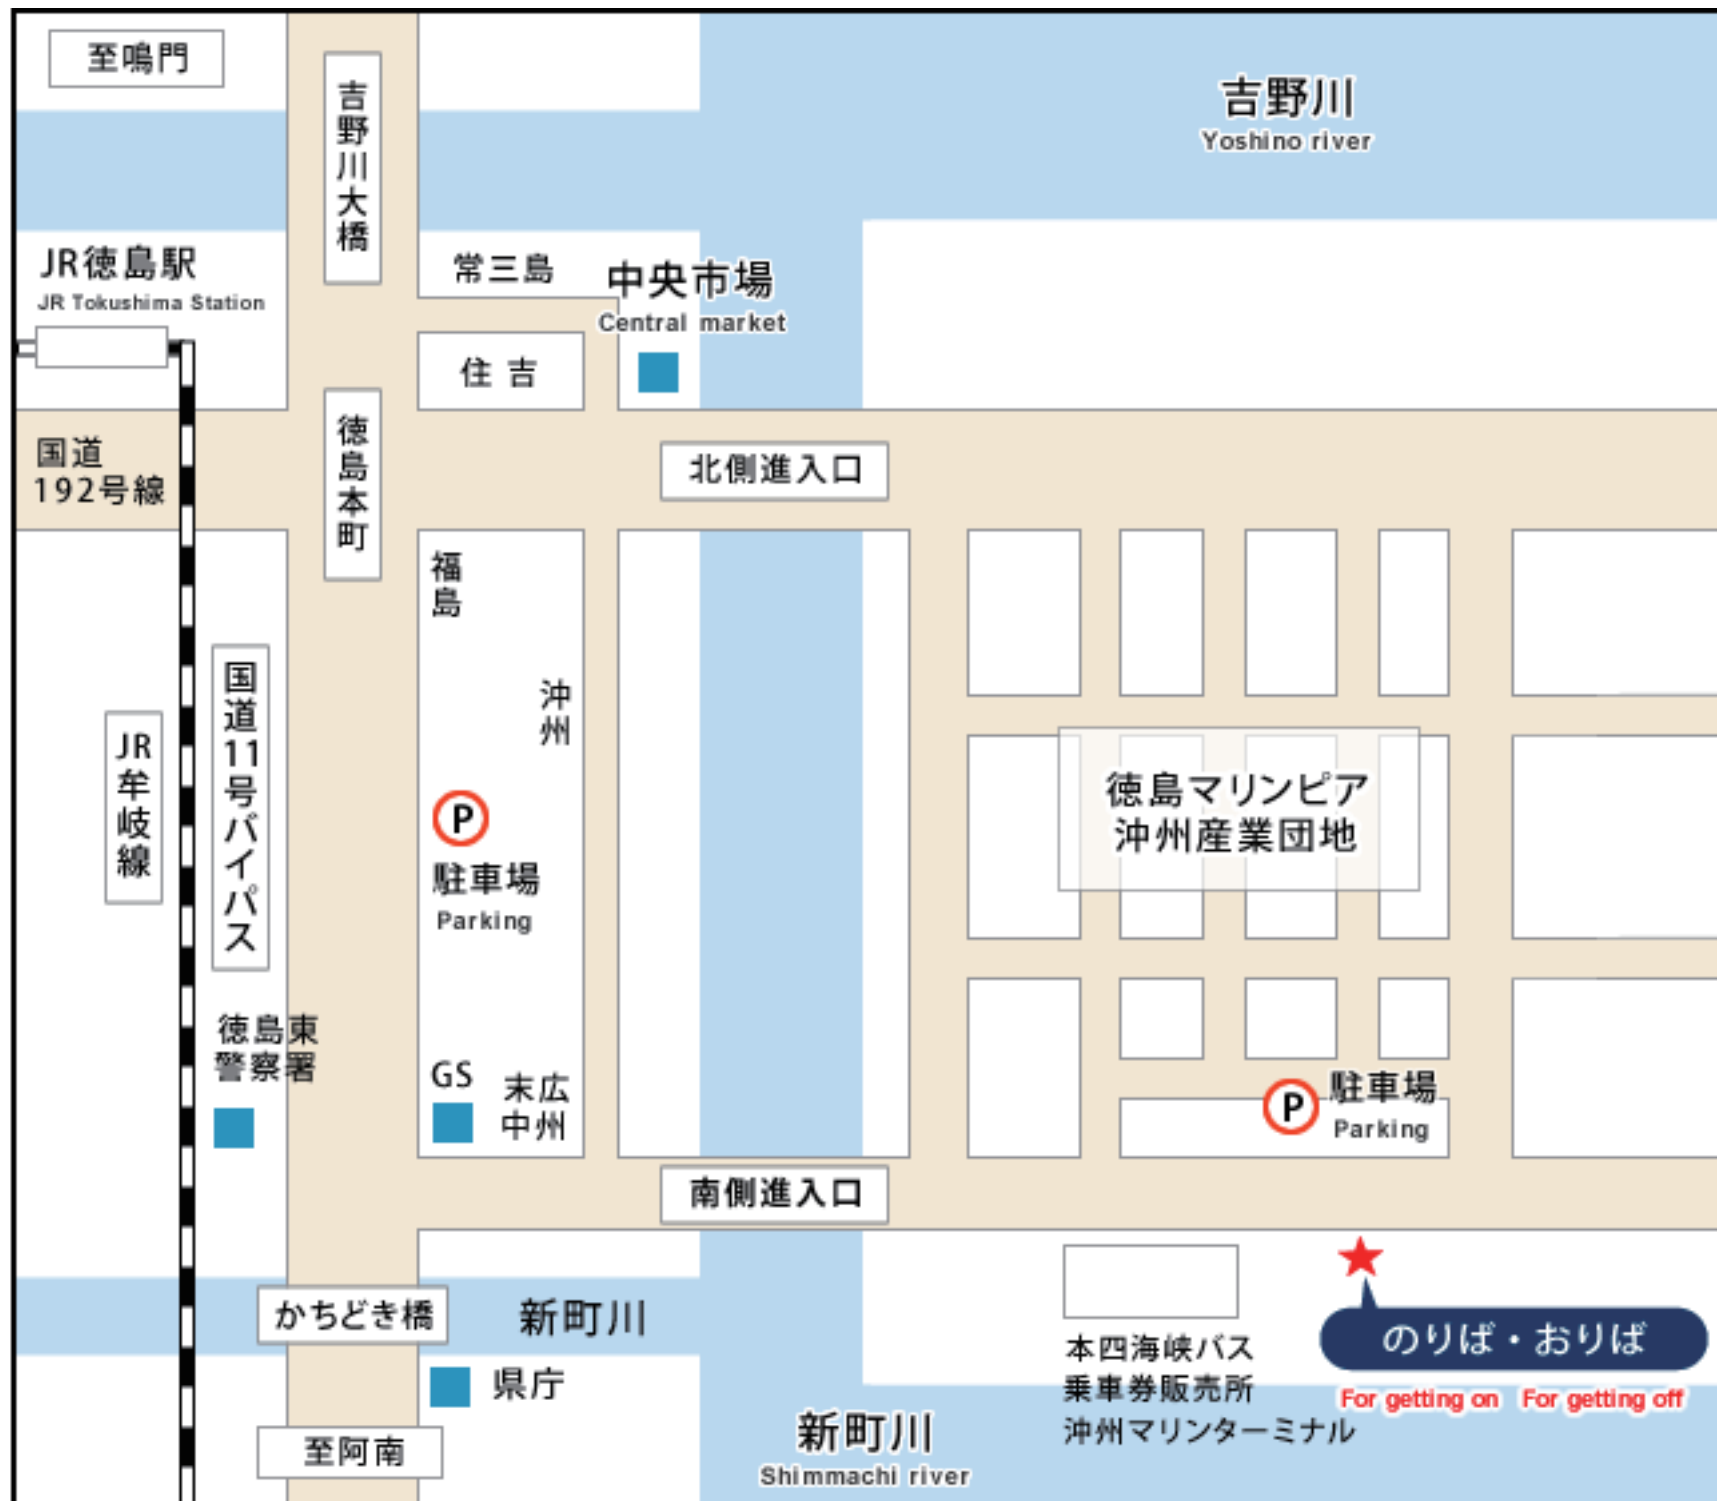 至鳴門
吉野川大橋
吉野川
Yoshino river
JR徳島駅
JR Tokushima Station
常三島
中央市場
Central market
住吉
国道
192号線
徳島本町
北側進入口
福島
沖州
国道11号バイパス
JR牟岐線
徳島マリンピア
沖州産業団地
P
駐車場
Parking
徳島東
警察署
GS
末広
中州
P
駐車場
Parking
南側進入口
かちどき橋
新町川
県庁
至阿南
新町川
Shimmachi river
本四海峡バス
乗車券販売所
沖州マリンターミナル
のりば・おりば
For getting on For getting off